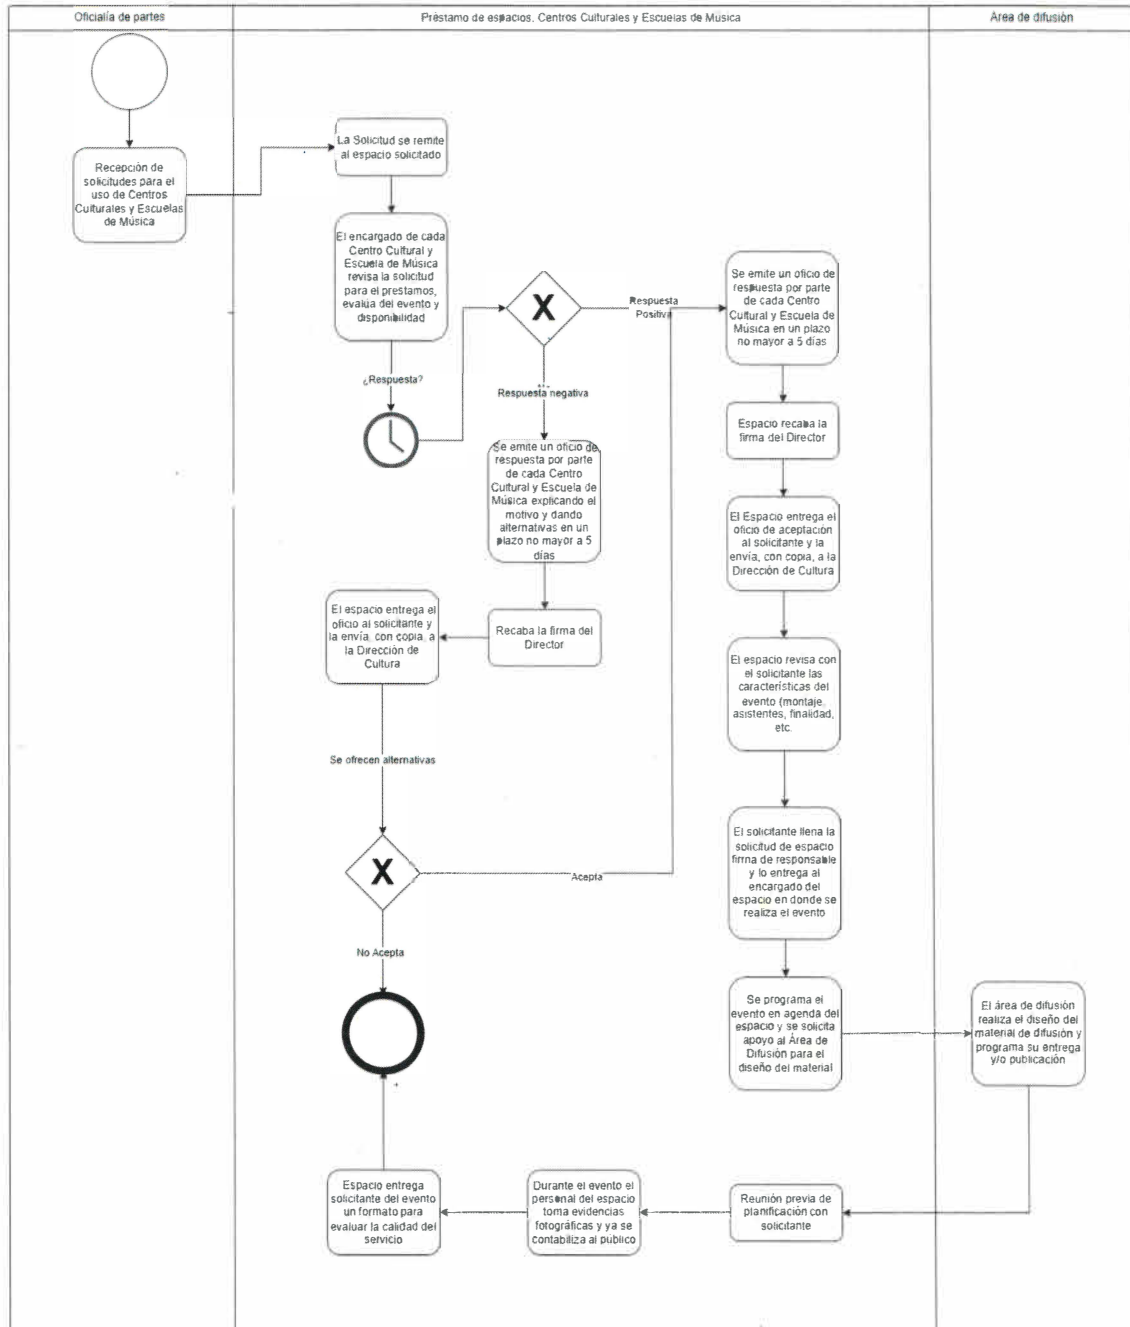 Oficialía de partes
Préstamo de espacios. Centros Culturales y Escuelas de Música
Área de difusión
Recepción de
solicitudes para el
uso de Centros
Culturales y Escuelas
de Música
La Solicitud se remite
al espacio solicitado
El encargado de cada
Centro Cultural y
Escuela de Música
revisa la solicitud
para el prestamos,
evalúa del evento y
disponibilidad
¿Respuesta?
X
Respuesta
Positiva
Respuesta negativa
Se emite un oficio de
respuesta por parte
de cada Centro
Cultural y Escuela de
Música explicando el
motivo y dando
alternativas en un
plazo no mayor a 5
días
Recaba la firma del
Director
El espacio entrega el
oficio al solicitante y
la envía, con copia, a
la Dirección de
Cultura
Se ofrecen alternativas
X
Acepta
No Acepta
Se emite un oficio de
respuesta por parte
de cada Centro
Cultural y Escuela de
Música en un plazo
no mayor a 5 días
Espacio recaba la
firma del Director
El Espacio entrega el
oficio de aceptación
al solicitante y la
envía, con copia, a la
Dirección de Cultura
El espacio revisa con
el solicitante las
características del
evento (montaje,
asistentes, finalidad,
etc.
El solicitante llena la
solicitud de espacio
firma de responsable
y lo entrega al
encargado del
espacio en donde se
realiza el evento
Se programa el
evento en agenda del
espacio y se solicita
apoyo al Área de
Difusión para el
diseño del material
El área de difusión
realiza el diseño del
material de difusión y
programa su entrega
y/o publicación
Reunión previa de
planificación con
solicitante
Durante el evento el
personal del espacio
toma evidencias
fotográficas y ya se
contabiliza al público
Espacio entrega
solicitante del evento
un formato para
evaluar la calidad del
servicio